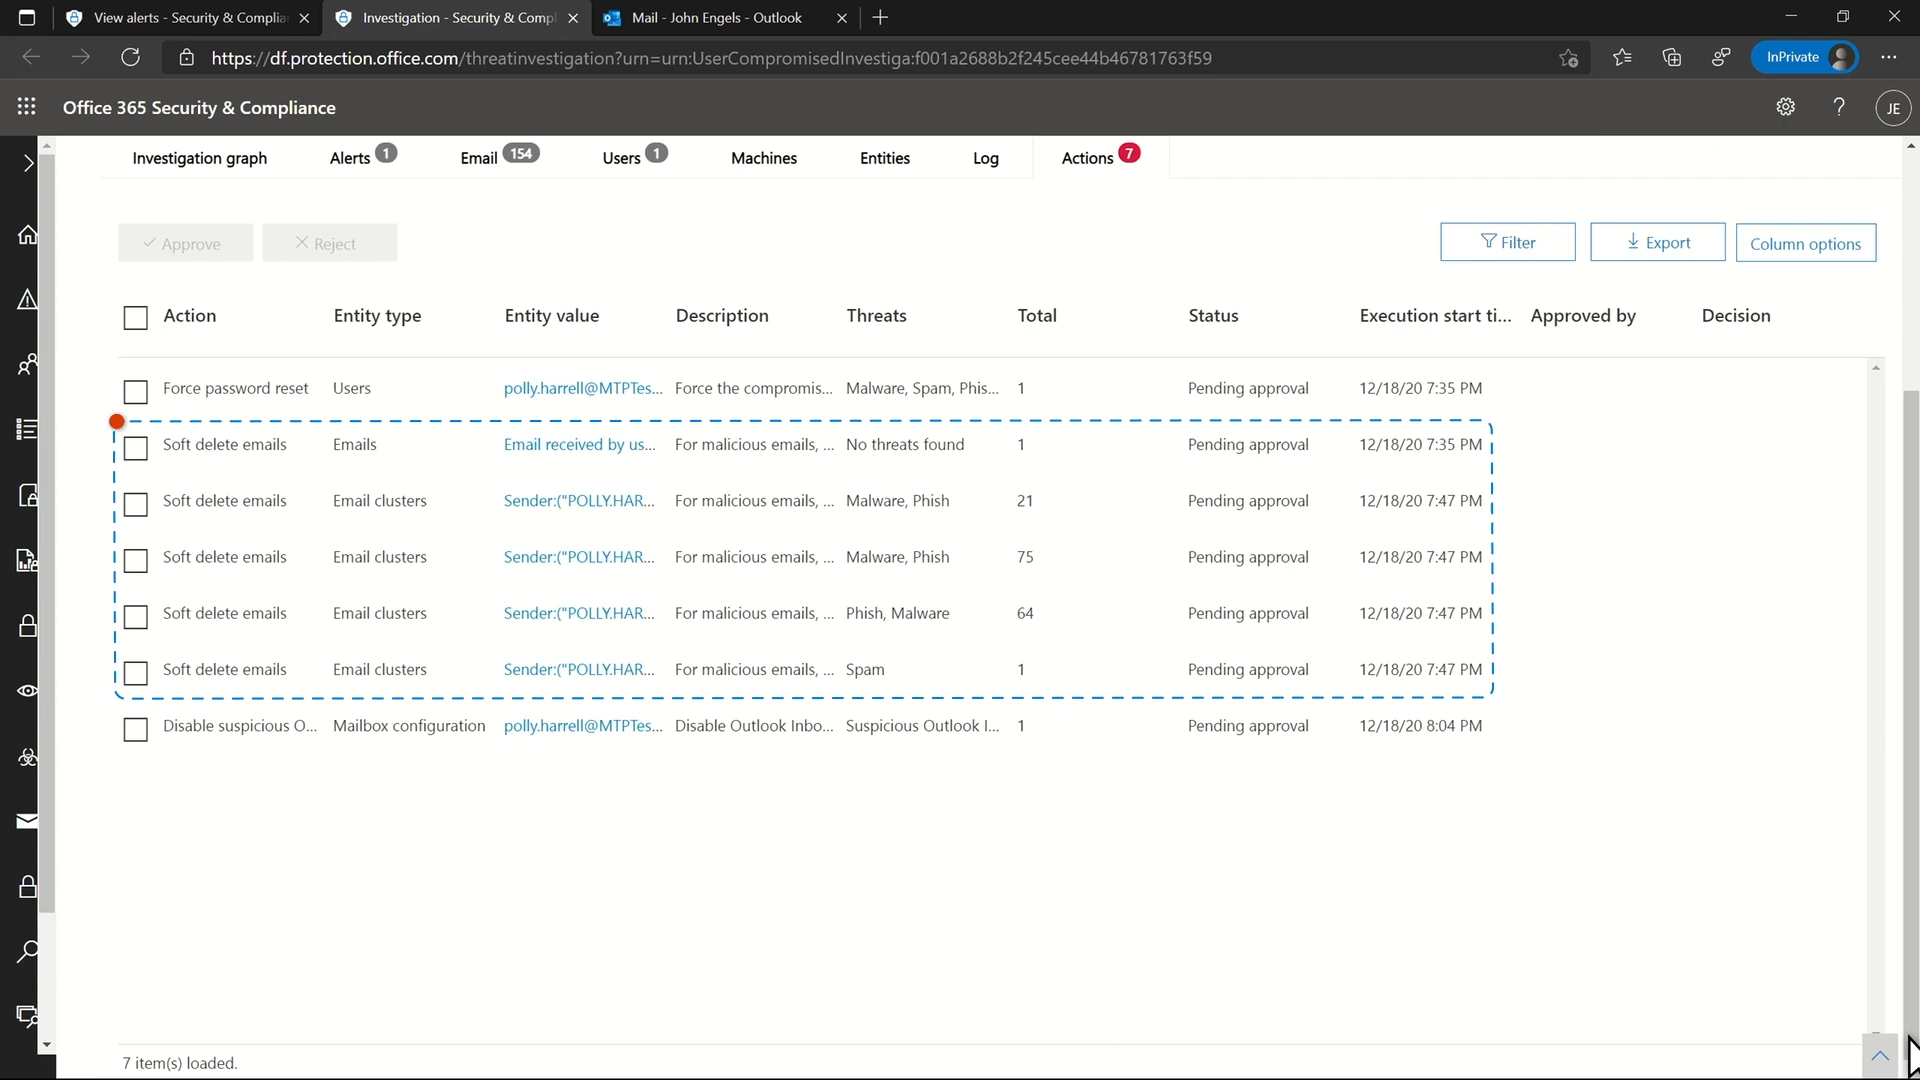 View alerts - Security & Complia
Investigation - Security & Compl
Mail - John Engels - Outlook
https://df.protection.office.com/threatinvestigation?urn=urn:UserCompromisedInvestiga:f001a2688b2f245cee44b46781763f59
InPrivate
Office 365 Security & Compliance
JE
Investigation graph Alerts 1 Email 154 Users 1 Machines Entities Log Actions 7
Approve Reject Filter Export Column options
Action Entity type Entity value Description Threats Total Status Execution start ti... Approved by Decision
Force password reset Users polly.harrell@MTPTes... Force the compromis... Malware, Spam, Phis... 1 Pending approval 12/18/20 7:35 PM
Soft delete emails Emails Email received by us... For malicious emails, ... No threats found 1 Pending approval 12/18/20 7:35 PM
Soft delete emails Email clusters Sender:("POLLY.HAR... For malicious emails, ... Malware, Phish 21 Pending approval 12/18/20 7:47 PM
Soft delete emails Email clusters Sender:("POLLY.HAR... For malicious emails, ... Malware, Phish 75 Pending approval 12/18/20 7:47 PM
Soft delete emails Email clusters Sender:("POLLY.HAR... For malicious emails, ... Phish, Malware 64 Pending approval 12/18/20 7:47 PM
Soft delete emails Email clusters Sender:("POLLY.HAR... For malicious emails, ... Spam 1 Pending approval 12/18/20 7:47 PM
Disable suspicious O... Mailbox configuration polly.harrell@MTPTes... Disable Outlook Inbo... Suspicious Outlook I... 1 Pending approval 12/18/20 8:04 PM
7 item(s) loaded.